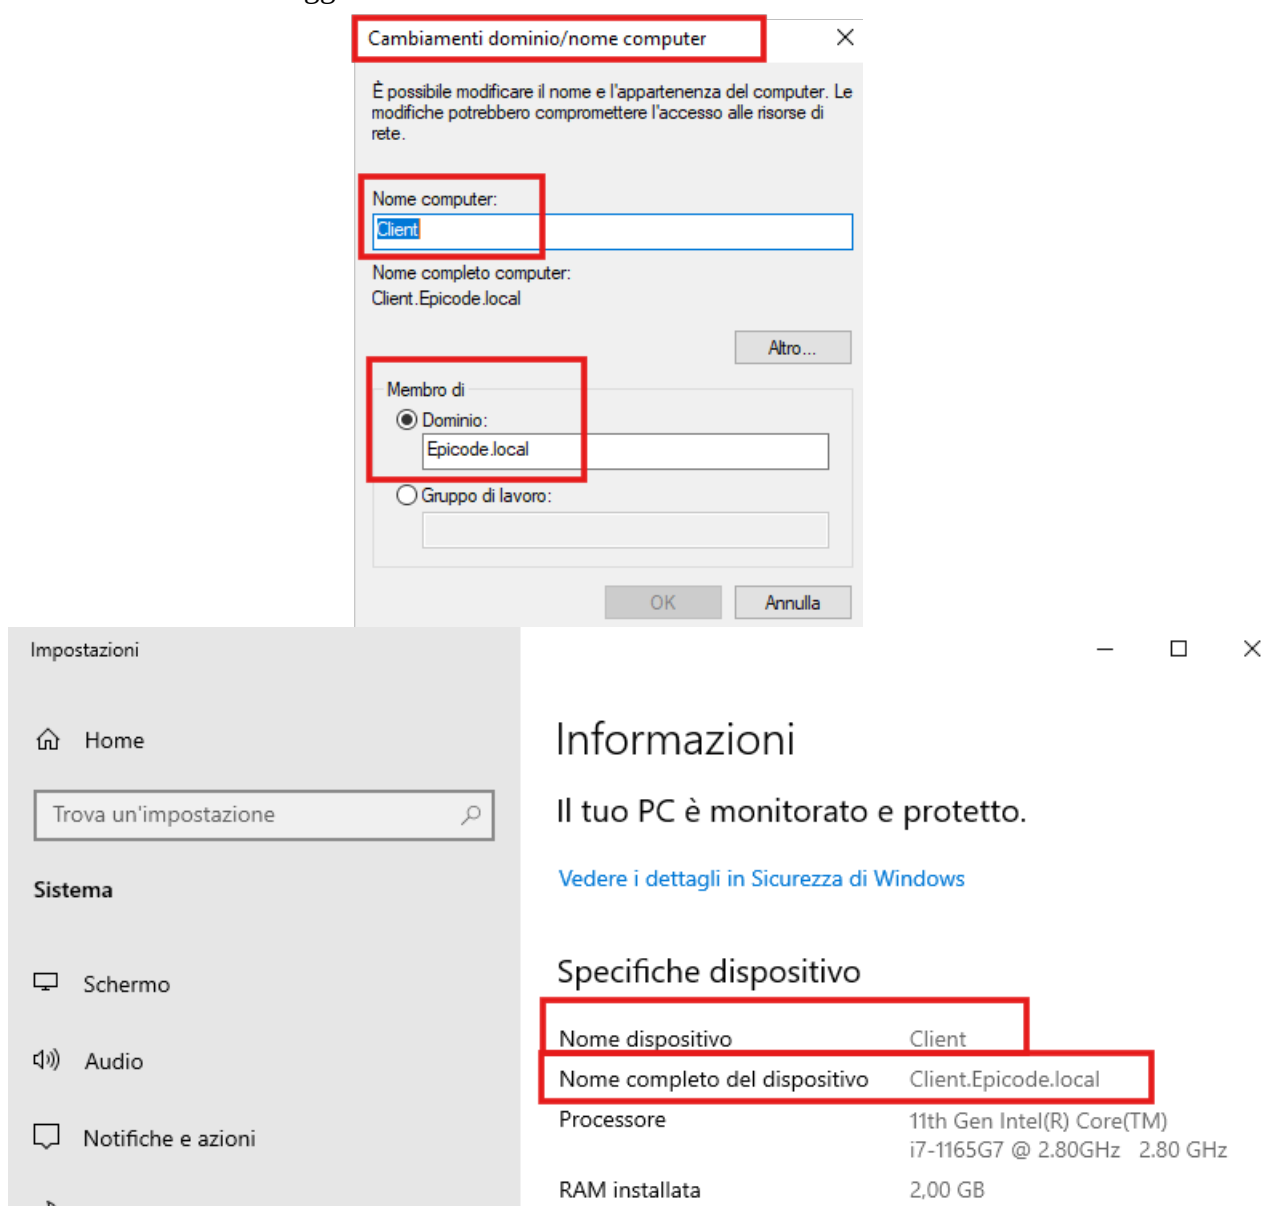 Cambiamenti dominio/nome computer
È possibile modificare il nome e l'appartenenza del computer. Le
modifiche potrebbero compromettere l'accesso alle risorse di
rete.
Nome computer:
Client
Nome completo computer:
Client.Epicode.local
Altro...
Membro di
Dominio:
Epicode.local
Gruppo di lavoro:
OK Annulla
Impostazioni
Home
Trova un'impostazione
Sistema
Schermo
Audio
Notifiche e azioni
Informazioni
Il tuo PC è monitorato e protetto.
Vedere i dettagli in Sicurezza di Windows
Specifiche dispositivo
Nome dispositivo Client
Nome completo del dispositivo Client.Epicode.local
Processore 11th Gen Intel(R) Core(TM)
i7-1165G7 @ 2.80GHz 2.80 GHz
RAM installata 2,00 GB